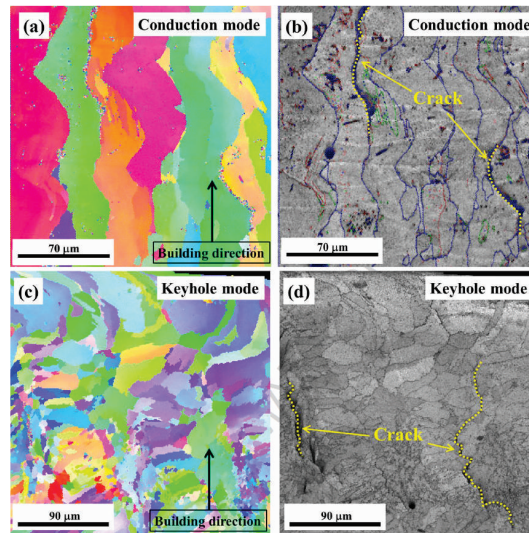 (a)
Conduction mode
70 μm
Building direction
(b)
Conduction mode
Crack
70 μm
(c)
Keyhole mode
90 μm
Building direction
(d)
Keyhole mode
Crack
90 μm